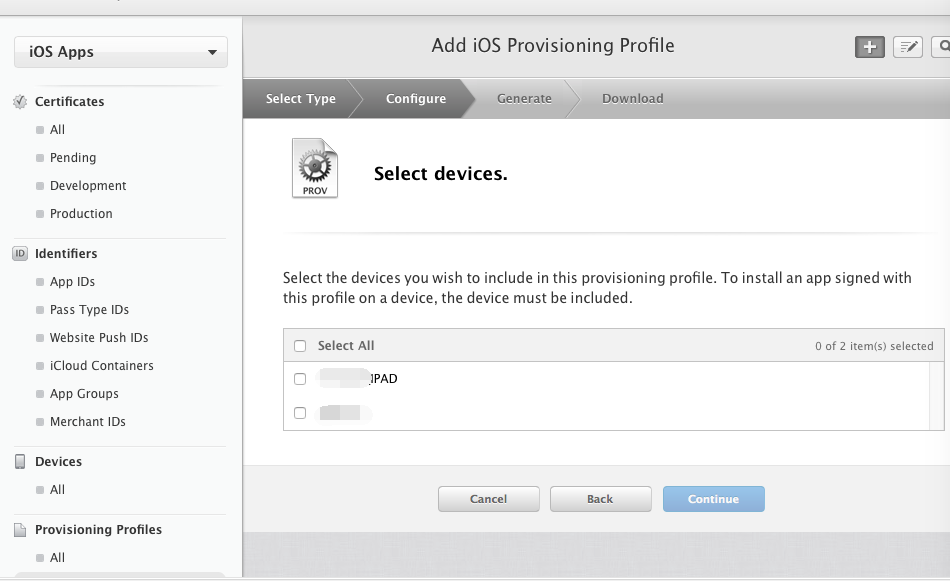 iOS Apps
Add iOS Provisioning Profile
Select Type
Configure
Generate
Download
Certificates
All
Pending
Development
Production
ID
Identifiers
App IDs
Pass Type IDs
Website Push IDs
iCloud Containers
App Groups
Merchant IDs
Devices
All
Provisioning Profiles
All
PROV
Select devices.
Select the devices you wish to include in this provisioning profile. To install an app signed with
this profile on a device, the device must be included.
Select All
0 of 2 item(s) selected
IPAD
Cancel
Back
Continue